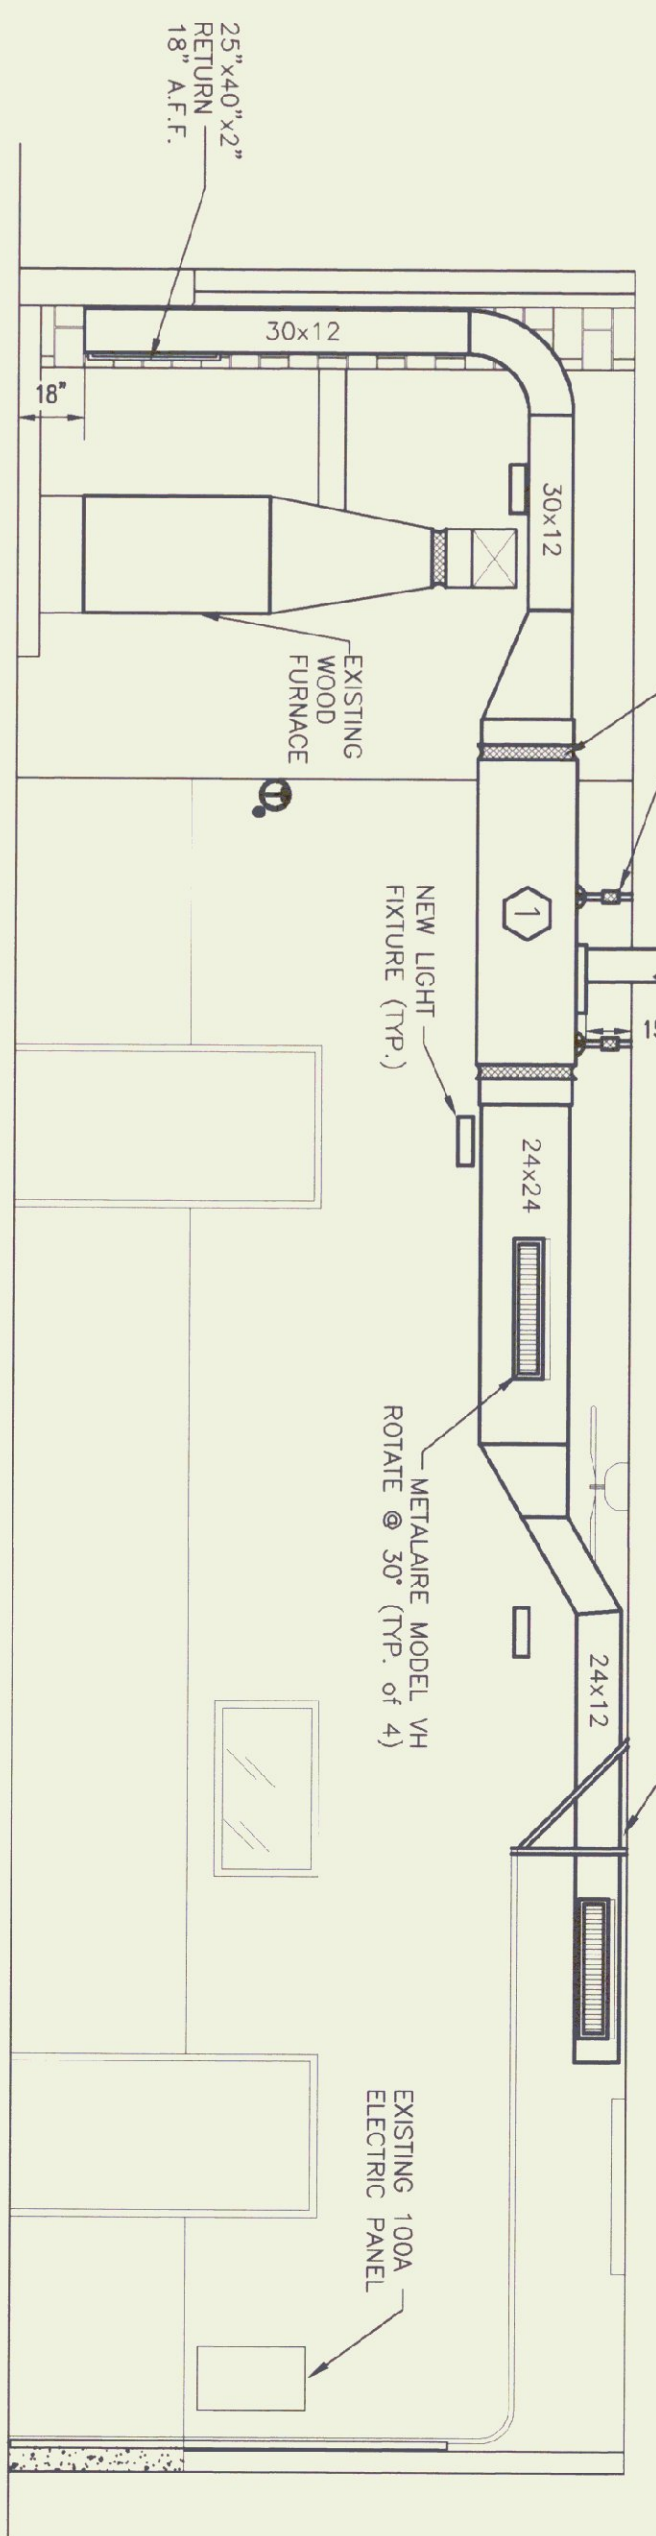 25"x40"x2"
RETURN
18" A.F.F.
30x12
18"
30x12
EXISTING
WOOD
FURNACE
1
NEW LIGHT
FIXTURE (TYP.)
24x24
METALAIRE MODEL VH
ROTATE @ 30° (TYP. of 4)
24x12
EXISTING 100A
ELECTRIC PANEL